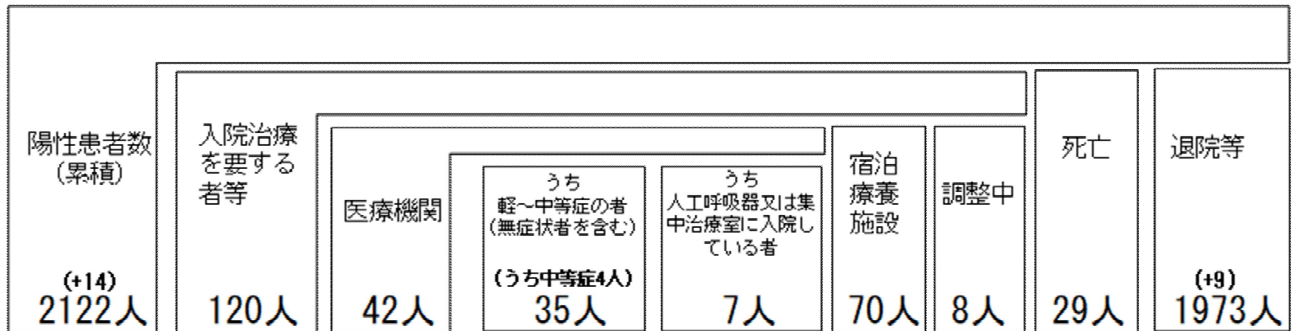 陽性患者数
(累積)
(+14)
2122人
入院治療
を要する
者等
120人
医療機関
42人
うち
軽～中等症の者
(無症状者を含む)
(うち中等症4人)
35人
うち
人工呼吸器又は集
中治療室に入院し
ている者
7人
宿泊
療養
施設
70人
調整中
8人
死亡
29人
退院等
(+9)
1973人